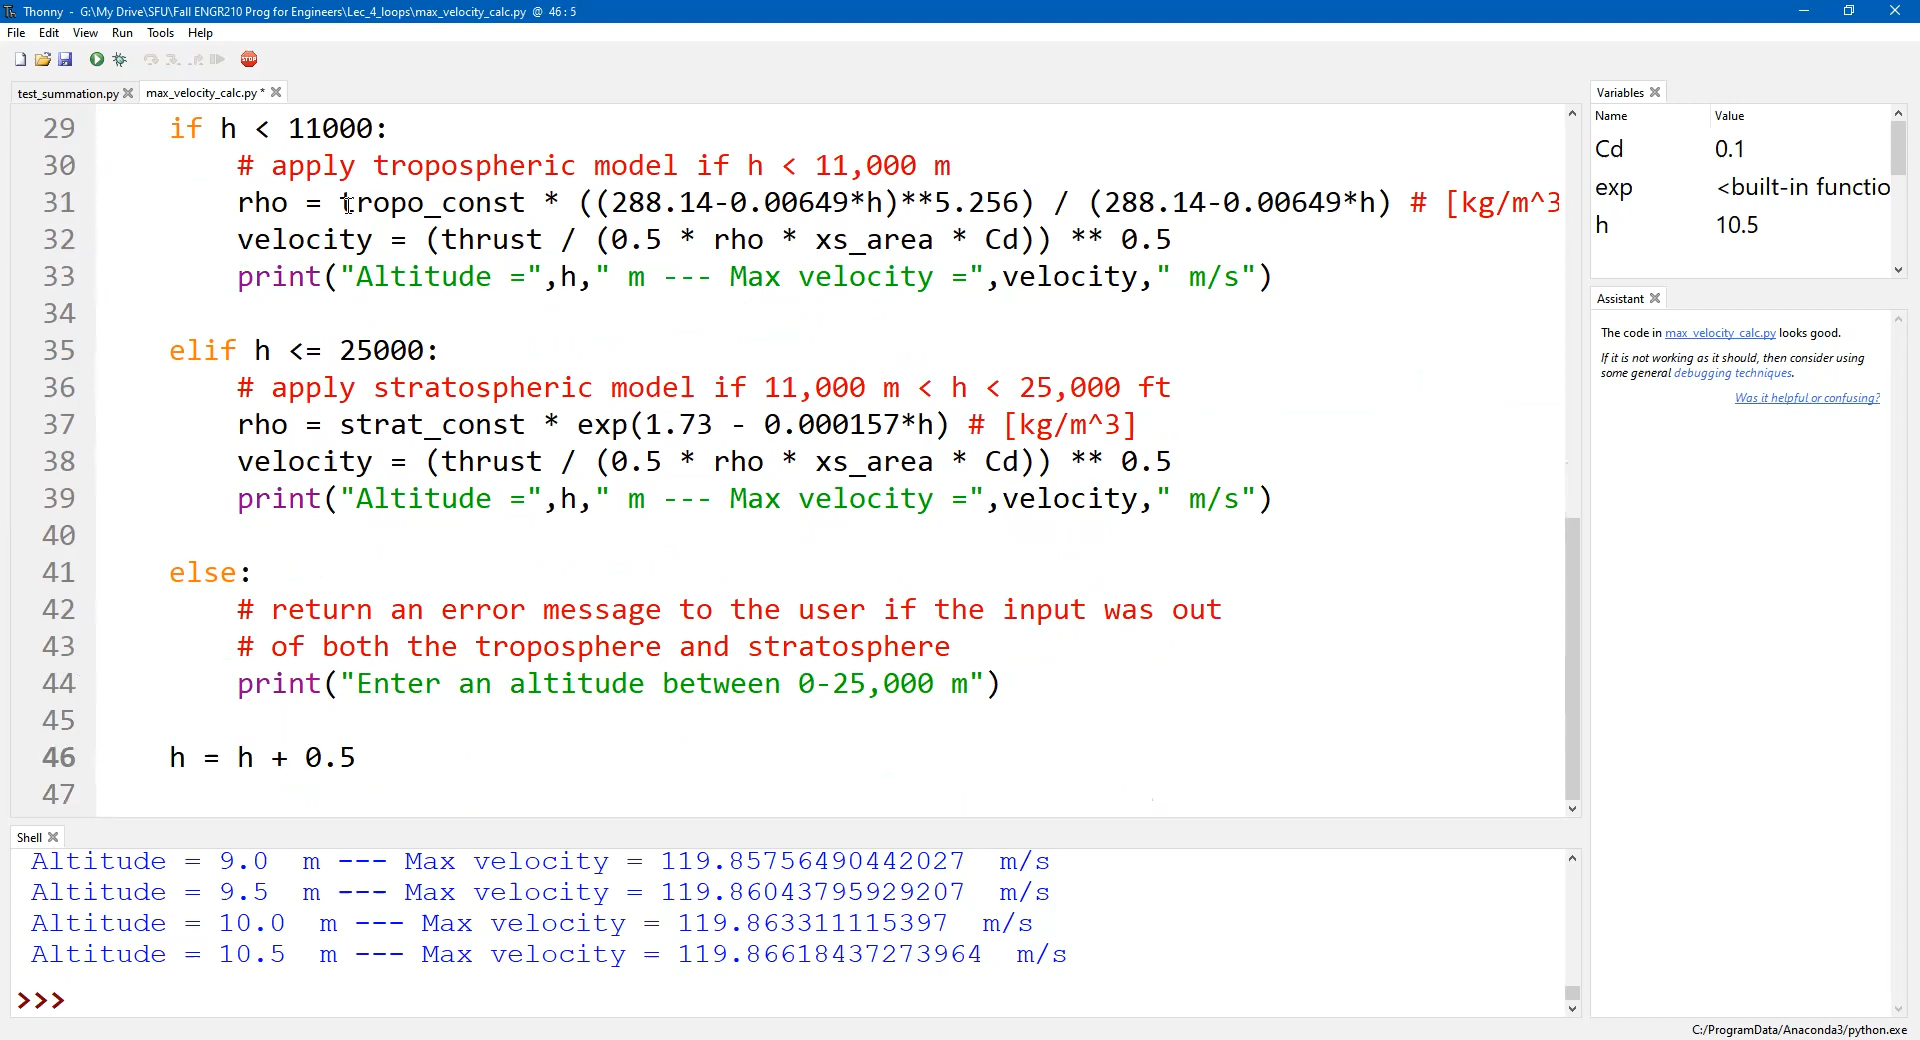 Thonny - G:\My Drive\SFU\Fall ENGR210 Prog for Engineers\Lec_4_loops\max_velocity_calc.py @ 46:5
File Edit View Run Tools Help
STOP
test_summation.py max_velocity_calc.py *
29 if h < 11000:
30 # apply tropospheric model if h < 11,000 m
31 rho = tropo_const * ((288.14-0.00649*h)**5.256) / (288.14-0.00649*h) # [kg/m^3
32 velocity = (thrust / (0.5 * rho * xs_area * Cd)) ** 0.5
33 print("Altitude =",h," m --- Max velocity =",velocity," m/s")
34
35 elif h <= 25000:
36 # apply stratospheric model if 11,000 m < h < 25,000 ft
37 rho = strat_const * exp(1.73 - 0.000157*h) # [kg/m^3]
38 velocity = (thrust / (0.5 * rho * xs_area * Cd)) ** 0.5
39 print("Altitude =",h," m --- Max velocity =",velocity," m/s")
40
41 else:
42 # return an error message to the user if the input was out
43 # of both the troposphere and stratosphere
44 print("Enter an altitude between 0-25,000 m")
45
46 h = h + 0.5
47
Shell
Altitude = 9.0  m --- Max velocity = 119.85756490442027  m/s
Altitude = 9.5  m --- Max velocity = 119.86043795929207  m/s
Altitude = 10.0  m --- Max velocity = 119.863311115397  m/s
Altitude = 10.5  m --- Max velocity = 119.86618437273964  m/s
>>>
Variables
Name Value
Cd 0.1
exp <built-in functio
h 10.5
Assistant
The code in max_velocity_calc.py looks good.
If it is not working as it should, then consider using
some general debugging techniques.
Was it helpful or confusing?
C:/ProgramData/Anaconda3/python.exe